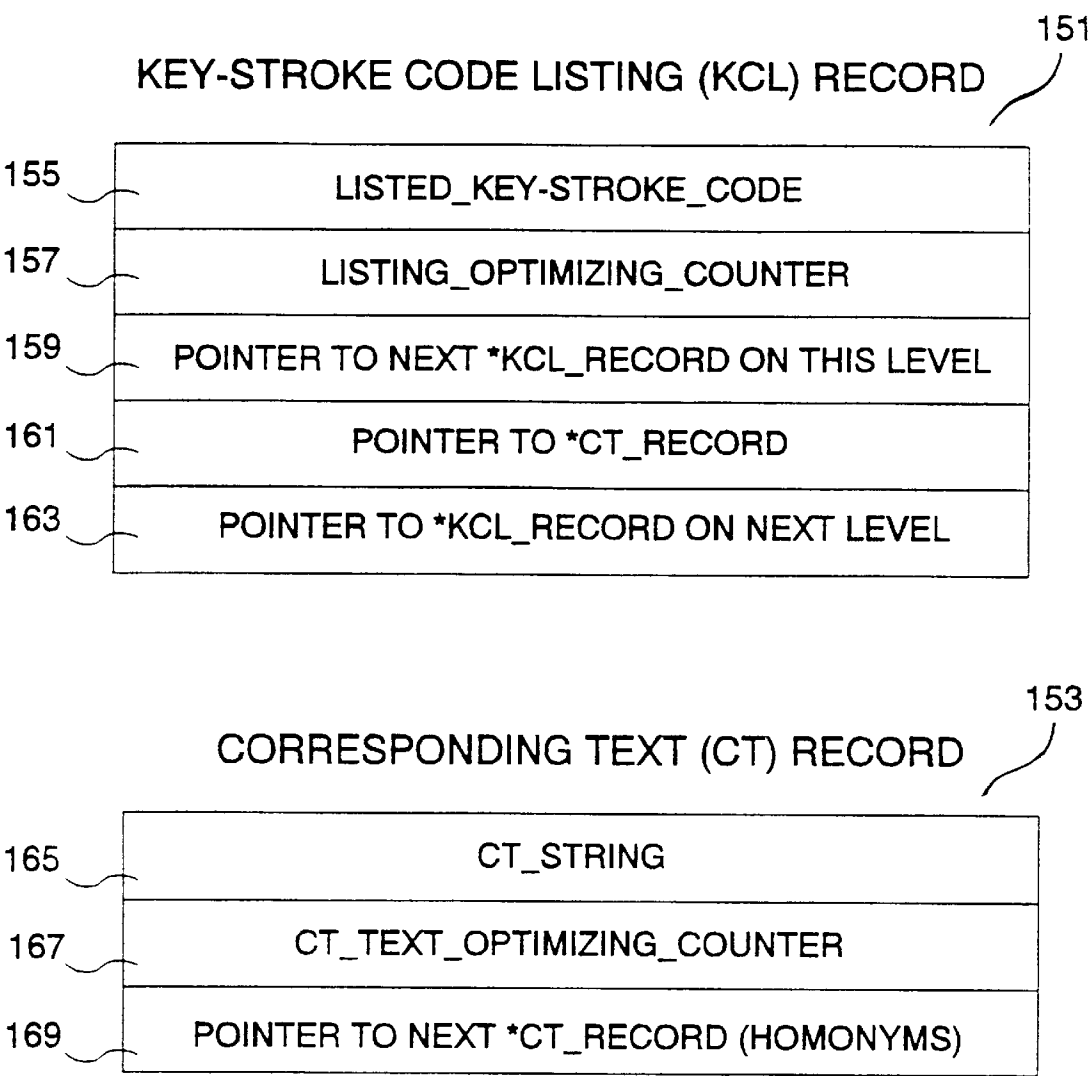 151
KEY-STROKE CODE LISTING (KCL) RECORD
155 LISTED_KEY-STROKE_CODE
157 LISTING_OPTIMIZING_COUNTER
159 POINTER TO NEXT *KCL_RECORD ON THIS LEVEL
161 POINTER TO *CT_RECORD
163 POINTER TO *KCL_RECORD ON NEXT LEVEL
153
CORRESPONDING TEXT (CT) RECORD
165 CT_STRING
167 CT_TEXT_OPTIMIZING_COUNTER
169 POINTER TO NEXT *CT_RECORD (HOMONYMS)